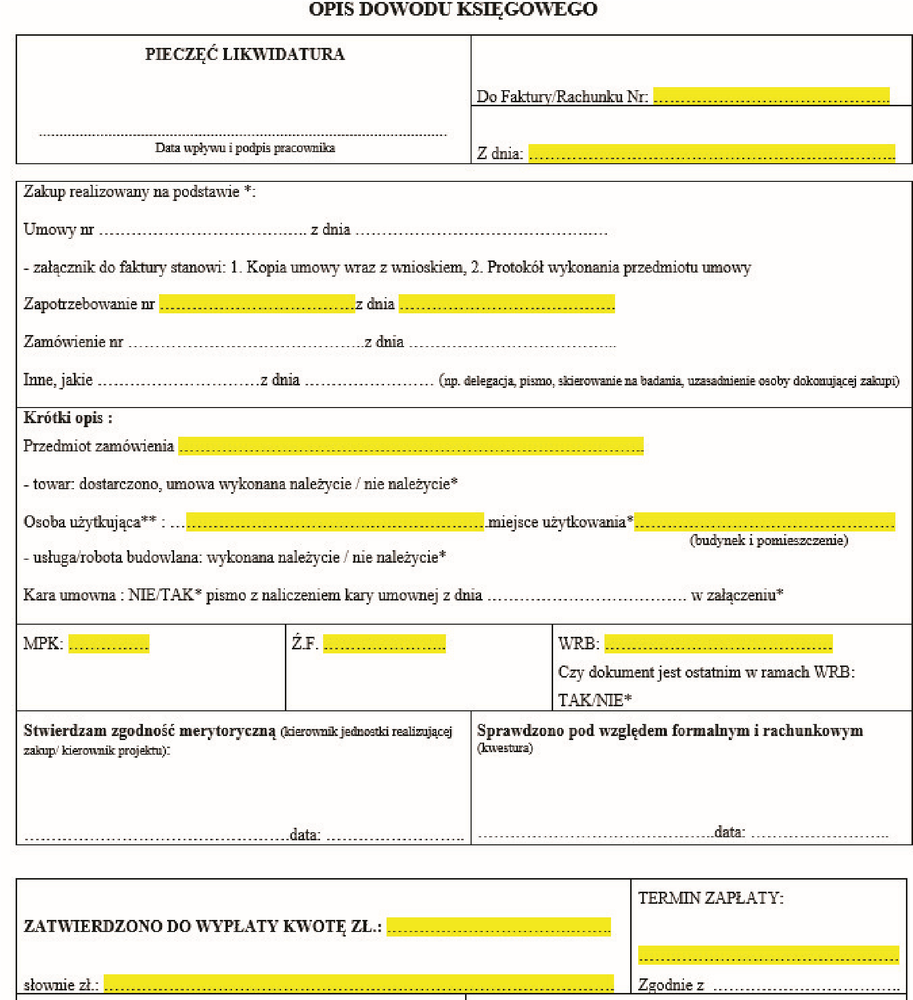 OPIS DOWODU KSIĘGOWEGO
PIECZĘĆ LIKWIDATURA
Data wpływu i podpis pracownika
Do Faktury/Rachunku Nr: ..............................................
Z dnia: ..............................................
Zakup realizowany na podstawie *:
Umowy nr ........................................ z dnia ................................................
- załącznik do faktury stanowi: 1. Kopia umowy wraz z wnioskiem, 2. Protokół wykonania przedmiotu umowy
Zapotrzebowanie nr ......................................z dnia ..........................................
Zamówienie nr ..............................................z dnia ........................................
Inne, jakie ...............................z dnia ........................ (np. delegacja, pismo, skierowanie na badania, uzasadnienie osoby dokonującej zakupi)
Krótki opis :
Przedmiot zamówienia ..............................................
- towar: dostarczono, umowa wykonana należycie / nie należycie*
Osoba użytkująca** : ..............................................miejsce użytkowania*..............................................
(budynek i pomieszczenie)
- usługa/robota budowlana: wykonana należycie / nie należycie*
Kara umowna : NIE/TAK* pismo z naliczeniem kary umownej z dnia ...................................... w załączeniu*
MPK: ................
Ź.F. ........................
WRB: ..............................................
Czy dokument jest ostatnim w ramach WRB:
TAK/NIE*
Stwierdzam zgodność merytoryczną (kierownik jednostki realizującej
zakup/ kierownik projektu):
....................................................data: ...........................
Sprawdzono pod względem formalnym i rachunkowym
(kwestura)
..............................................data: ...........................
ZATWIERDZONO DO WYPŁATY KWOTĘ ZŁ.: ............................................
słownie zł.: ..............................................
TERMIN ZAPŁATY:
..............................................
Zgodnie z ......................................